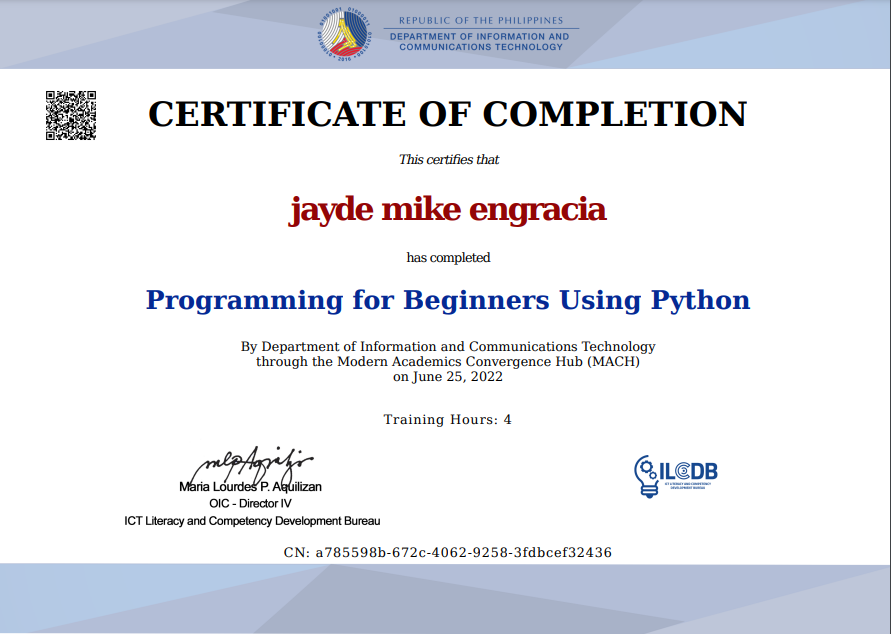 REPUBLIC OF THE PHILIPPINES
DEPARTMENT OF INFORMATION AND
COMMUNICATIONS TECHNOLOGY
CERTIFICATE OF COMPLETION
This certifies that
jayde mike engracia
has completed
Programming for Beginners Using Python
By Department of Information and Communications Technology
through the Modern Academics Convergence Hub (MACH)
on June 25, 2022
Training Hours: 4
Maria Lourdes P. Aquilizan
OIC - Director IV
ICT Literacy and Competency Development Bureau
ILCDB
ICT LITERACY AND COMPETENCY
DEVELOPMENT BUREAU
CN: a785598b-672c-4062-9258-3fdbcef32436